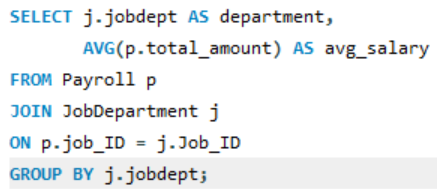 SELECT j.jobdept AS department,
       AVG(p.total_amount) AS avg_salary
FROM Payroll p
JOIN JobDepartment j
ON p.job_ID = j.Job_ID
GROUP BY j.jobdept;